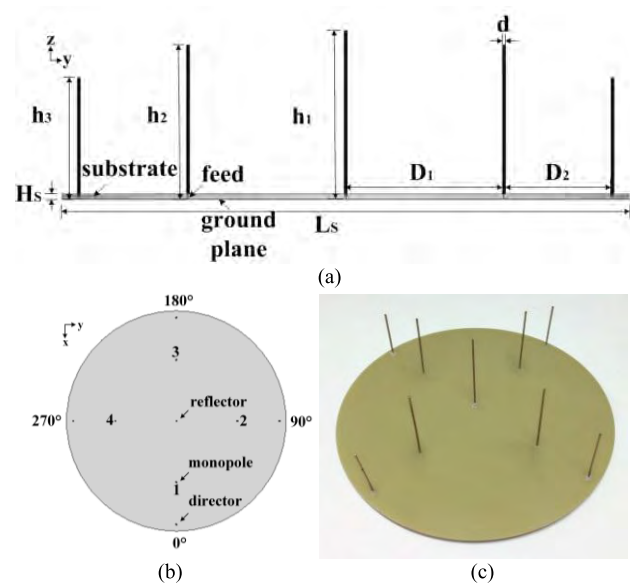 z
y
d
h3
h2
h1
substrate
feed
D1
D2
Hs
ground
plane
Ls
(a)
180°
y
x
3
reflector
270°
4
2
90°
monopole
1
director
0°
(b)
(c)